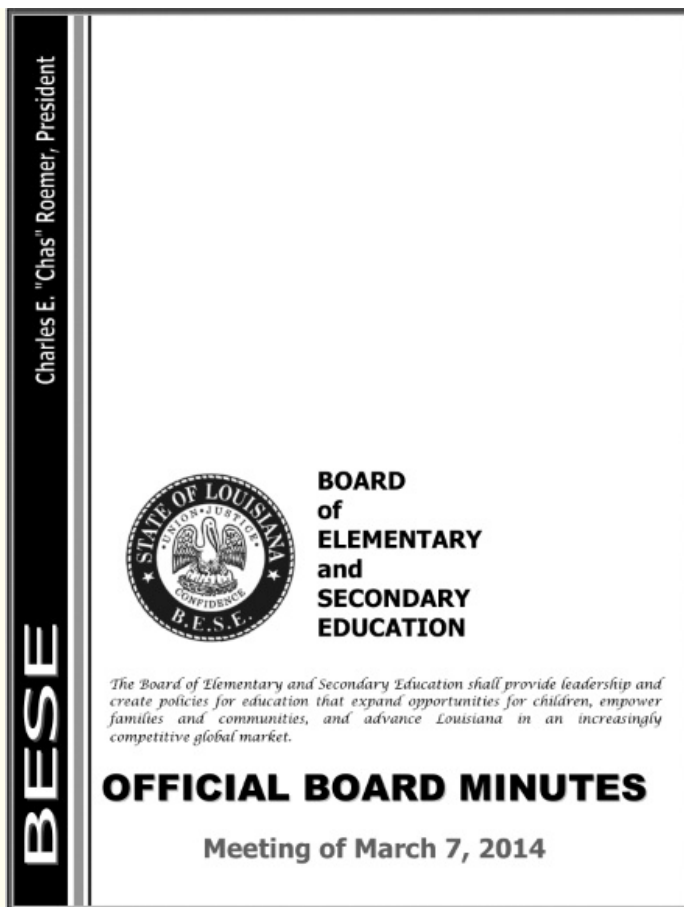 Charles E. "Chas" Roemer, President
BESE
STATE OF LOUISIANA
UNION · JUSTICE
CONFIDENCE
B.E.S.E.
BOARD
of
ELEMENTARY
and
SECONDARY
EDUCATION
The Board of Elementary and Secondary Education shall provide leadership and
create policies for education that expand opportunities for children, empower
families and communities, and advance Louisiana in an increasingly
competitive global market.
OFFICIAL BOARD MINUTES
Meeting of March 7, 2014